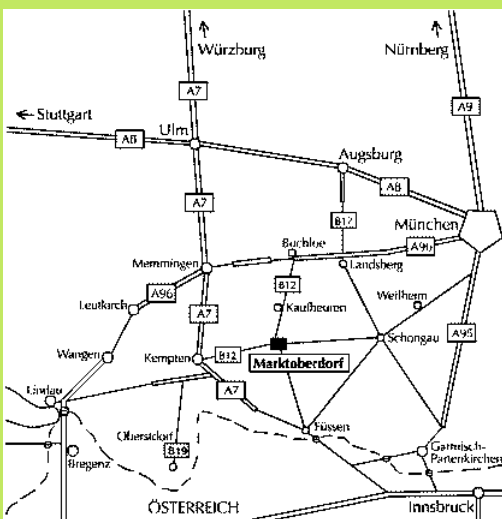 Würzburg
Nürnberg
A7
A9
Stuttgart
A8
Ulm
Augsburg
A8
A7
B17
München
Buchloe
A96
Memmingen
Landsberg
A96
B12
Weilheim
Leutkirch
A7
Kaufbeuren
A95
Schongau
Wangen
Kempten
B12
Marktoberdorf
Lindau
A7
Oberstdorf
Füssen
B19
Garmisch-
Partenkirchen
Bregenz
ÖSTERREICH
Innsbruck